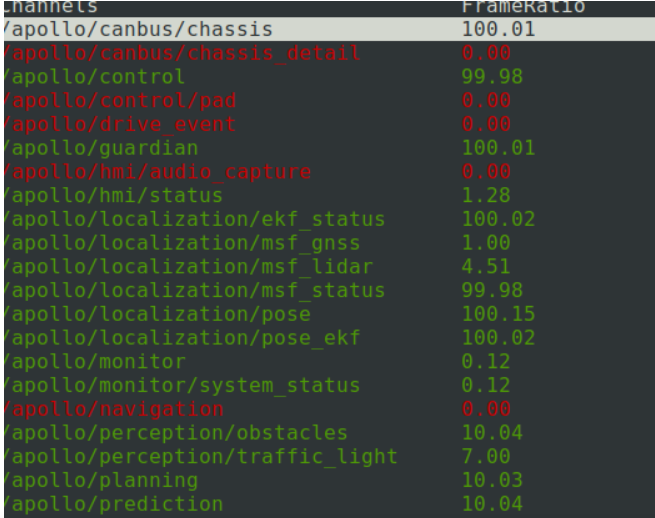 Channels FrameRatio
/apollo/canbus/chassis 100.01
/apollo/canbus/chassis_detail 0.00
/apollo/control 99.98
/apollo/control/pad 0.00
/apollo/drive_event 0.00
/apollo/guardian 100.01
/apollo/hmi/audio_capture 0.00
/apollo/hmi/status 1.28
/apollo/localization/ekf_status 100.02
/apollo/localization/msf_gnss 1.00
/apollo/localization/msf_lidar 4.51
/apollo/localization/msf_status 99.98
/apollo/localization/pose 100.15
/apollo/localization/pose_ekf 100.02
/apollo/monitor 0.12
/apollo/monitor/system_status 0.12
/apollo/navigation 0.00
/apollo/perception/obstacles 10.04
/apollo/perception/traffic_light 7.00
/apollo/planning 10.03
/apollo/prediction 10.04